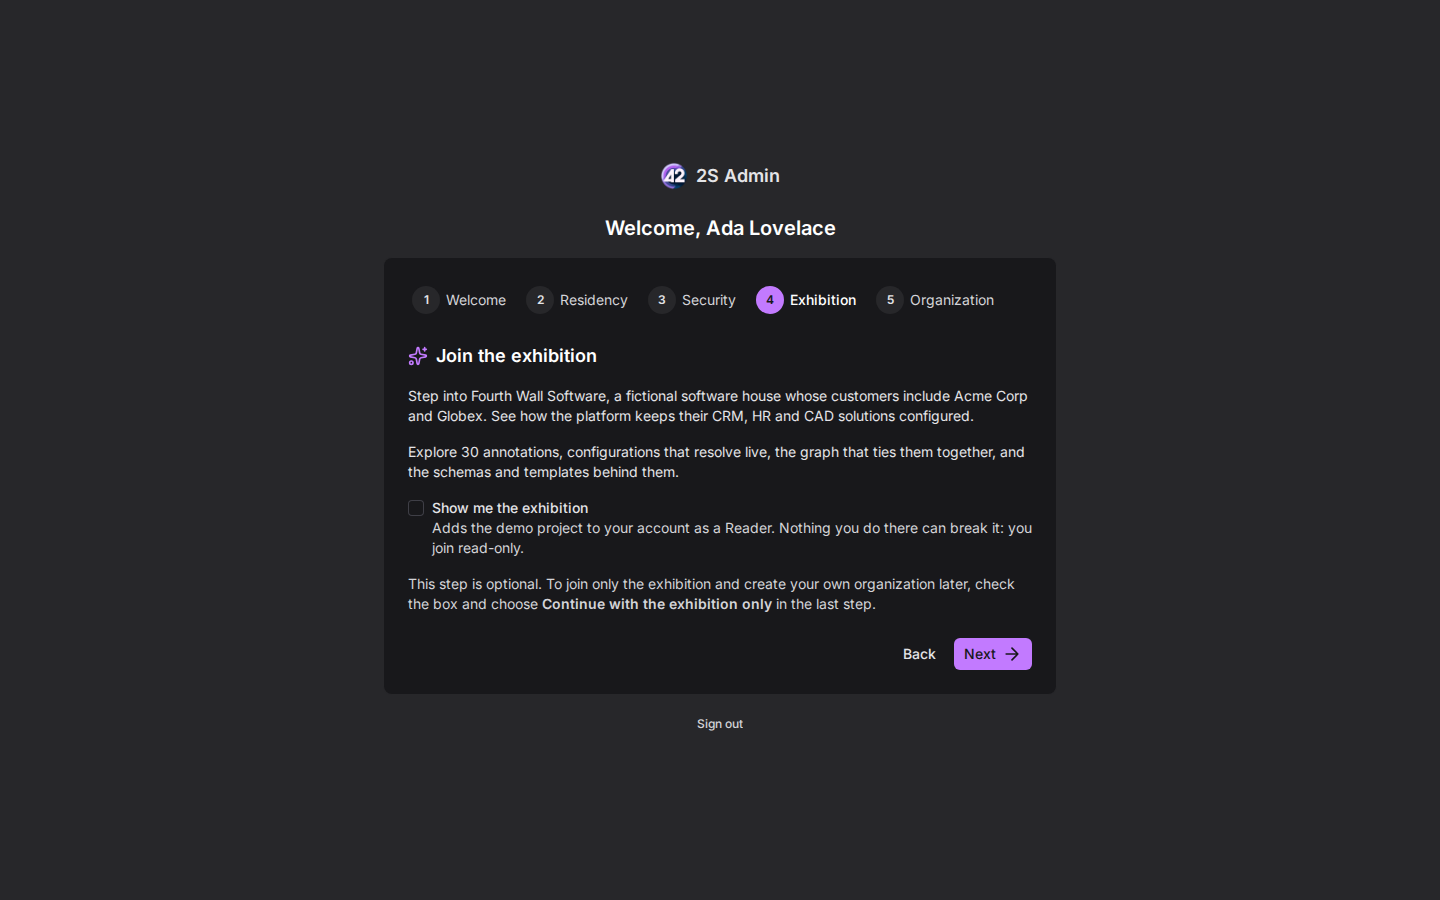 42 2S Admin
Welcome, Ada Lovelace
1 Welcome 2 Residency 3 Security 4 Exhibition 5 Organization
Join the exhibition
Step into Fourth Wall Software, a fictional software house whose customers include Acme Corp
and Globex. See how the platform keeps their CRM, HR and CAD solutions configured.
Explore 30 annotations, configurations that resolve live, the graph that ties them together, and
the schemas and templates behind them.
Show me the exhibition
Adds the demo project to your account as a Reader. Nothing you do there can break it: you
join read-only.
This step is optional. To join only the exhibition and create your own organization later, check
the box and choose Continue with the exhibition only in the last step.
Back Next
Sign out